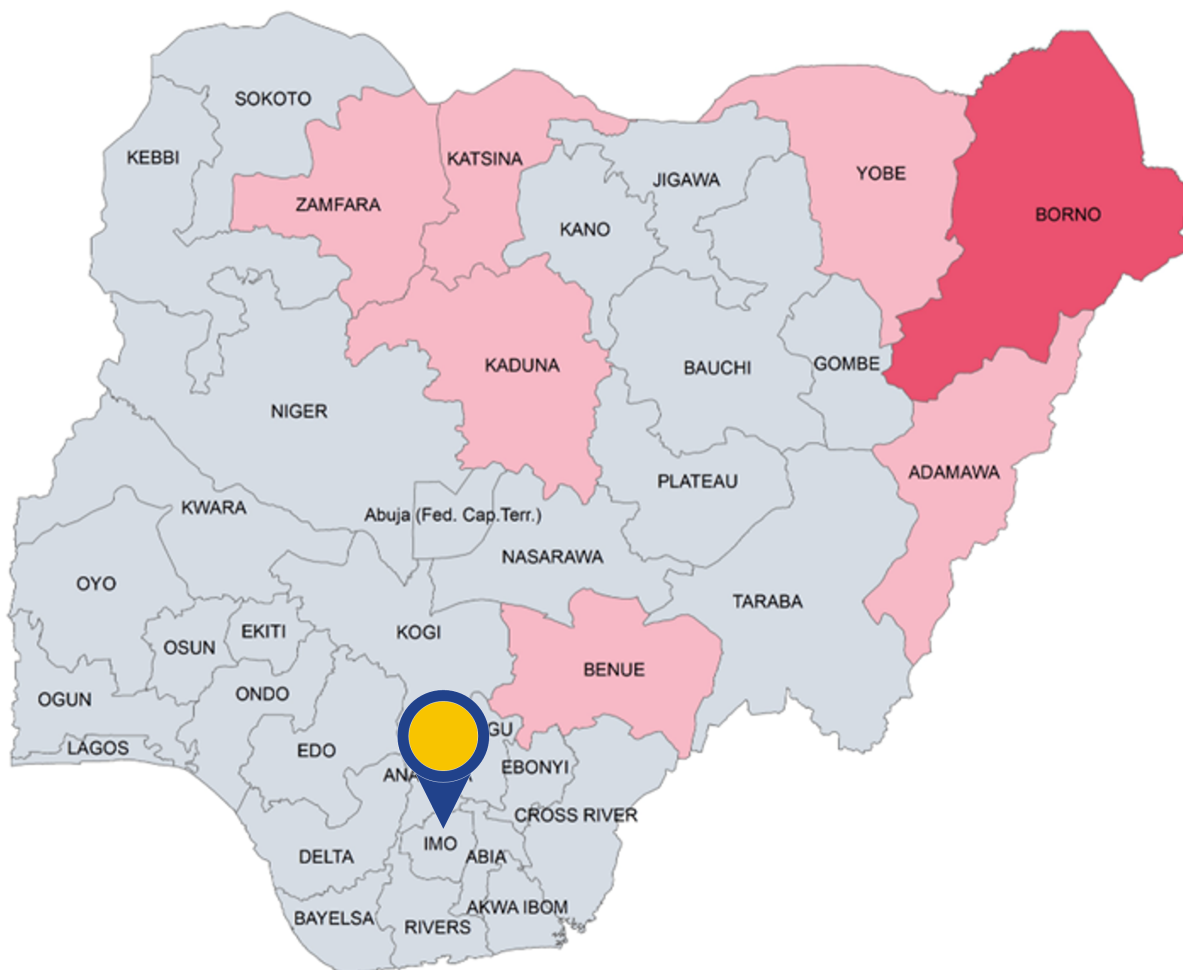 SOKOTO
KEBBI
KATSINA
ZAMFARA
JIGAWA
YOBE
BORNO
KANO
KADUNA
BAUCHI
GOMBE
NIGER
ADAMAWA
PLATEAU
KWARA
Abuja (Fed. Cap.Terr.)
NASARAWA
OYO
TARABA
KOGI
EKITI
OSUN
BENUE
OGUN
ONDO
LAGOS
EDO
EBONYI
CROSS RIVER
IMO
DELTA
ABIA
AKWA IBOM
BAYELSA
RIVERS